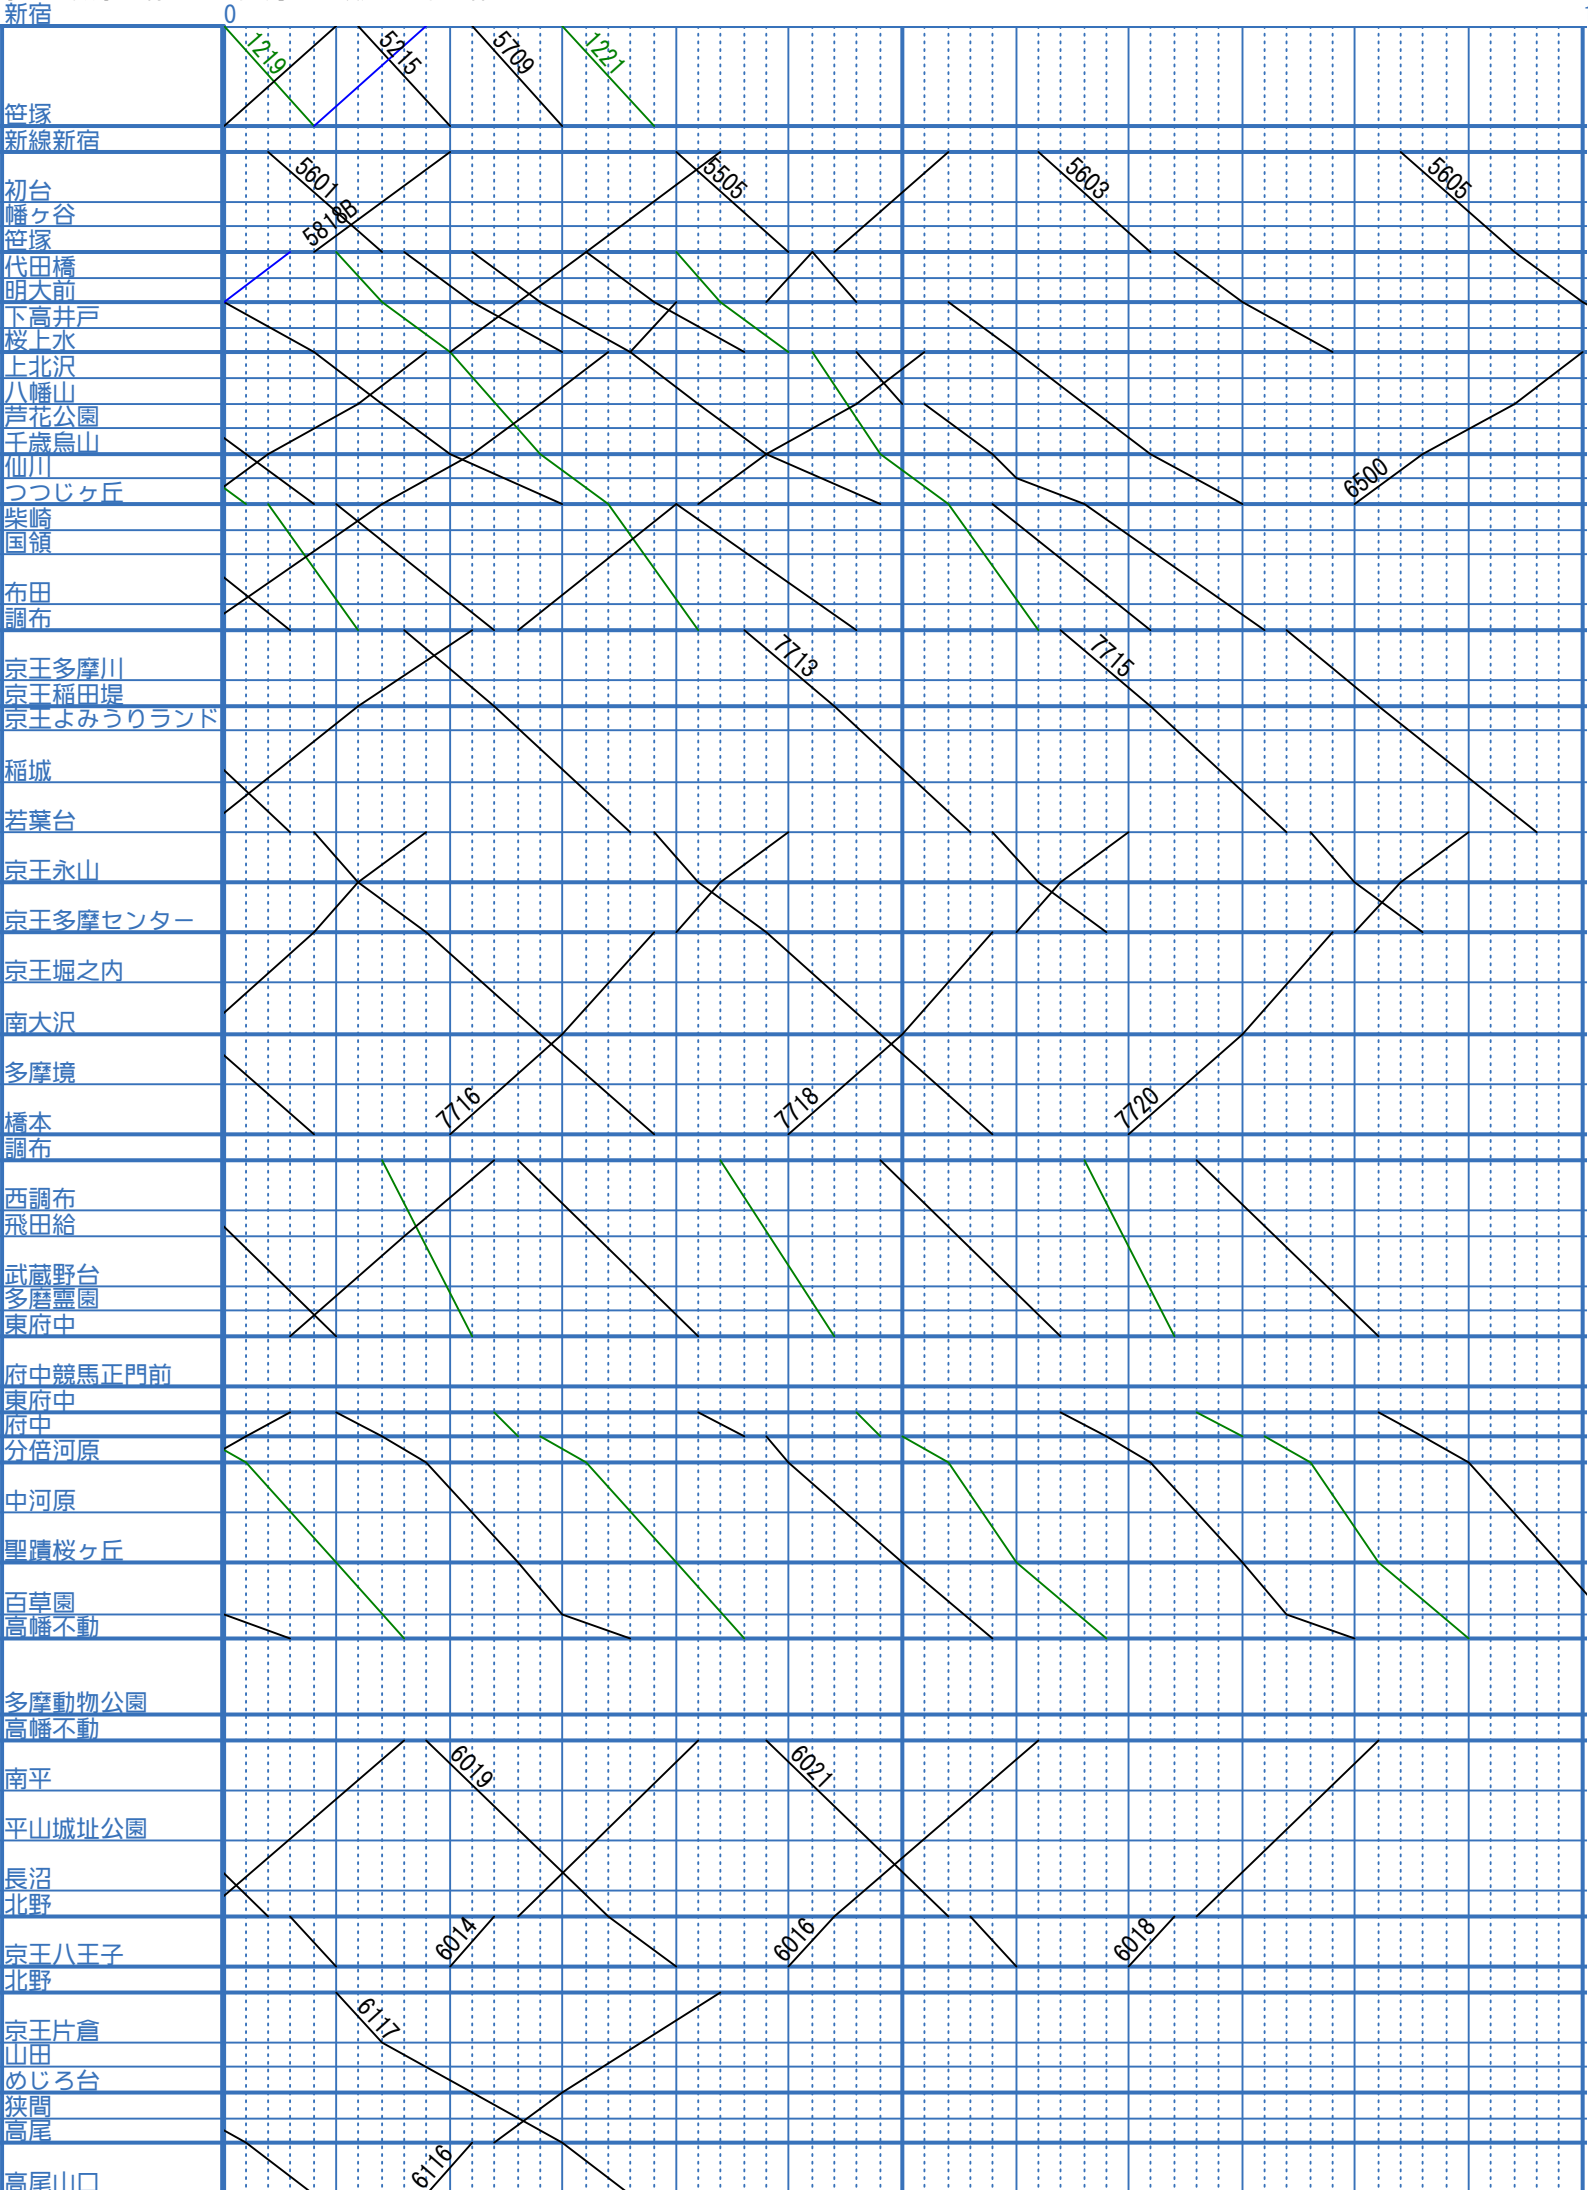 新宿 0
1219 5215 5709 1221
笹塚
新線新宿
5601 5505 5603 5605
初台
5818B
幡ヶ谷
笹塚
代田橋
明大前
下高井戸
桜上水
上北沢
八幡山
芦花公園
千歳烏山
仙川
6500
つつじヶ丘
柴崎
国領
布田
調布
7713 7715
京王多摩川
京王稲田堤
京王よみうりランド
稲城
若葉台
京王永山
京王多摩センター
京王堀之内
南大沢
多摩境
7716 7718 7720
橋本
調布
西調布
飛田給
武蔵野台
多磨霊園
東府中
府中競馬正門前
東府中
府中
分倍河原
中河原
聖蹟桜ヶ丘
百草園
高幡不動
多摩動物公園
高幡不動
6019 6021
南平
平山城址公園
長沼
北野
6014 6016 6018
京王八王子
北野
6117
京王片倉
山田
めじろ台
狭間
高尾
6116
高尾山口